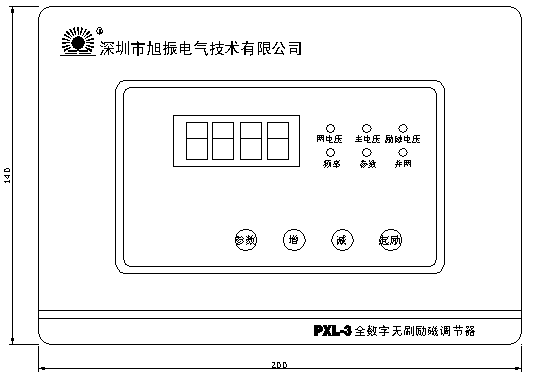 ®
深圳市旭振电气技术有限公司
8888
网电压 主电压 励磁电压
频率 参数 并网
参数 增 减 起励
PXL-3 全数字无刷励磁调节器
140
200